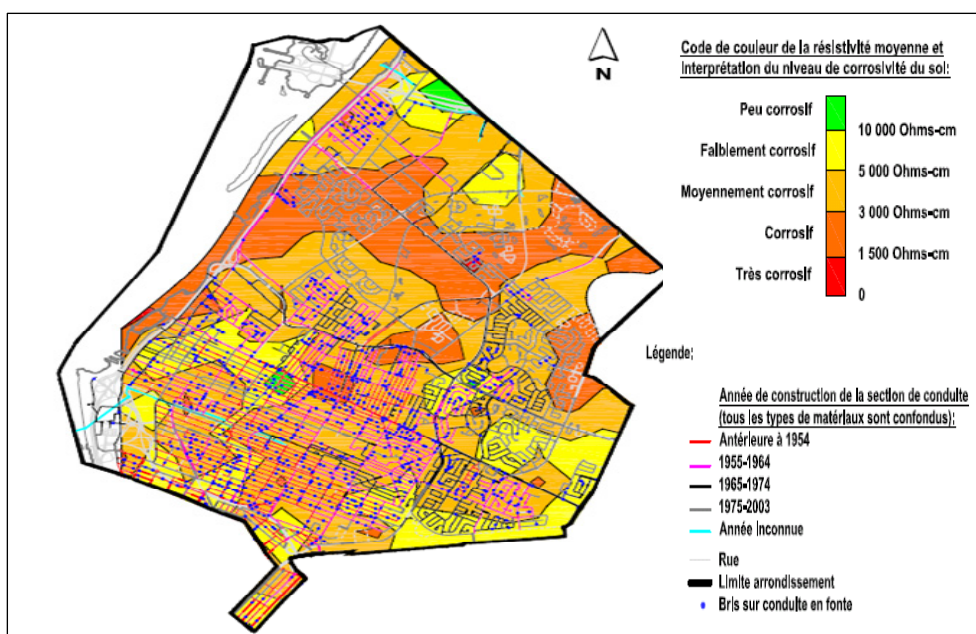 N
Code de couleur de la résistivité moyenne et
Interprétation du niveau de corrosivité du sol:
Peu corrosif
10 000 Ohms-cm
Faiblement corrosif
5 000 Ohms-cm
Moyennement corrosif
3 000 Ohms-cm
Corrosif
1 500 Ohms-cm
Très corrosif
0
Légende:
Année de construction de la section de conduite
(tous les types de matériaux sont confondus):
Antérieure à 1954
1955-1964
1965-1974
1975-2003
Année Inconnue
Rue
Limite arrondissement
Bris sur conduite en fonte